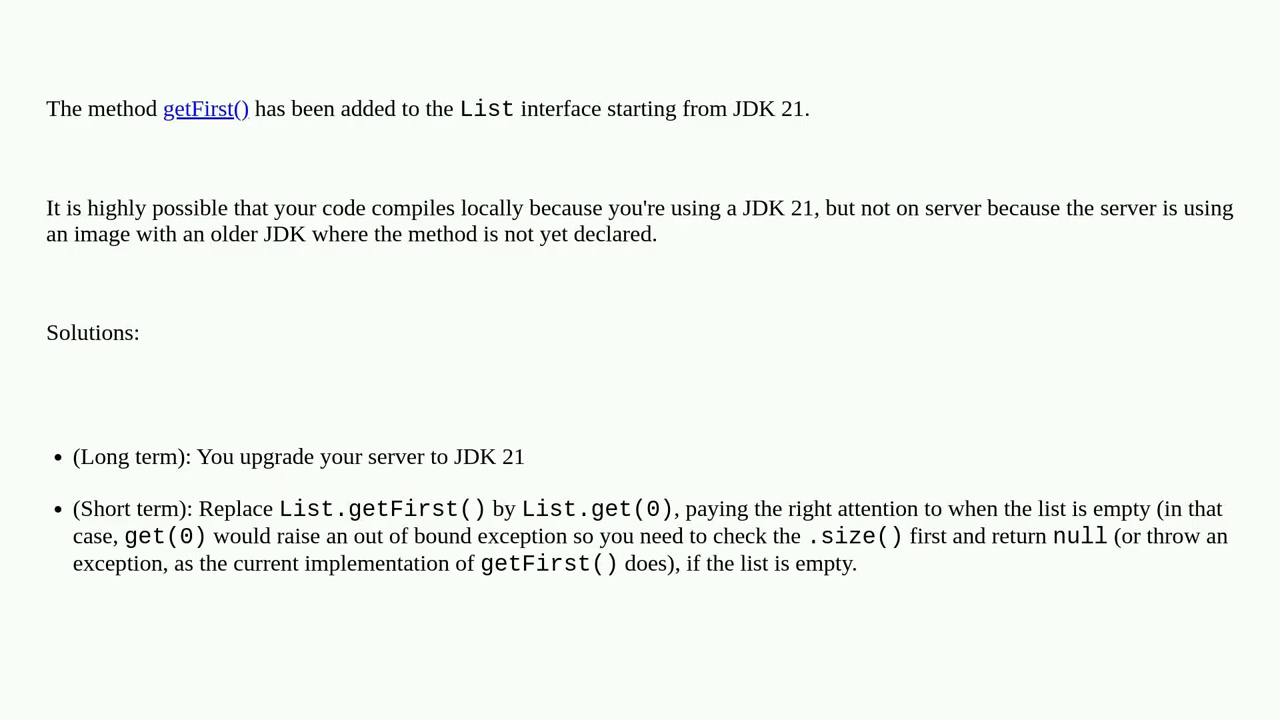 The method getFirst() has been added to the List interface starting from JDK 21.
It is highly possible that your code compiles locally because you're using a JDK 21, but not on server because the server is using
an image with an older JDK where the method is not yet declared.
Solutions:
• (Long term): You upgrade your server to JDK 21
• (Short term): Replace List.getFirst() by List.get(0), paying the right attention to when the list is empty (in that
case, get(0) would raise an out of bound exception so you need to check the .size() first and return null (or throw an
exception, as the current implementation of getFirst() does), if the list is empty.